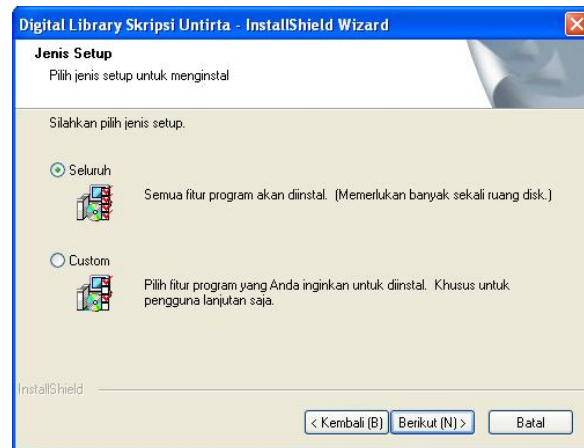 Digital Library Skripsi Untirta - InstallShield Wizard
Jenis Setup
Pilih jenis setup untuk menginstal
Silahkan pilih jenis setup.
Seluruh
Semua fitur program akan diinstal. (Memerlukan banyak sekali ruang disk.)
Custom
Pilih fitur program yang Anda inginkan untuk diinstal. Khusus untuk
pengguna lanjutan saja.
InstallShield
< Kembali (B) Berikut (N) > Batal